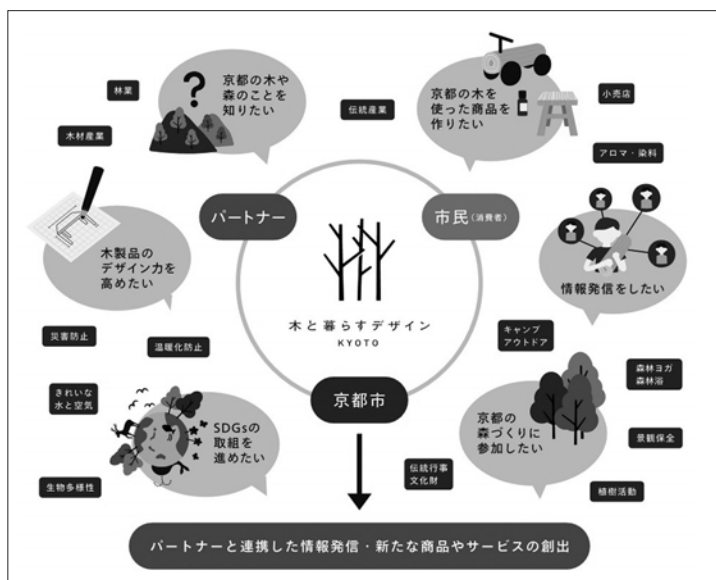 林業
京都の木や
森のことを
知りたい
伝統産業
京都の木を
使った商品を
作りたい
小売店
木材産業
アロマ・染料
パートナー
市民(消費者)
木製品の
デザイン力を
高めたい
情報発信をしたい
木と暮らすデザイン
KYOTO
災害防止
温暖化防止
キャンプ
アウトドア
きれいな
水と空気
森林ヨガ
森林浴
京都市
SDGsの
取組を
進めたい
京都の
森づくりに
参加したい
景観保全
伝統行事
文化財
生物多様性
植樹活動
パートナーと連携した情報発信・新たな商品やサービスの創出